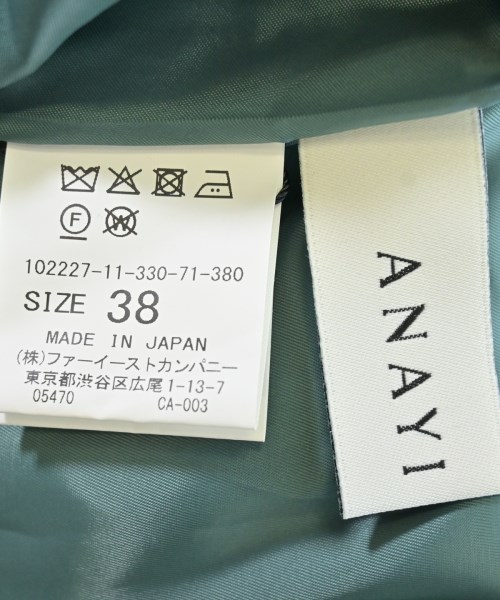 F
W
102227-11-330-71-380
SIZE 38
MADE IN JAPAN
(株)ファーイーストカンパニー
東京都渋谷区広尾1-13-7
05470 CA-003
ANAYI